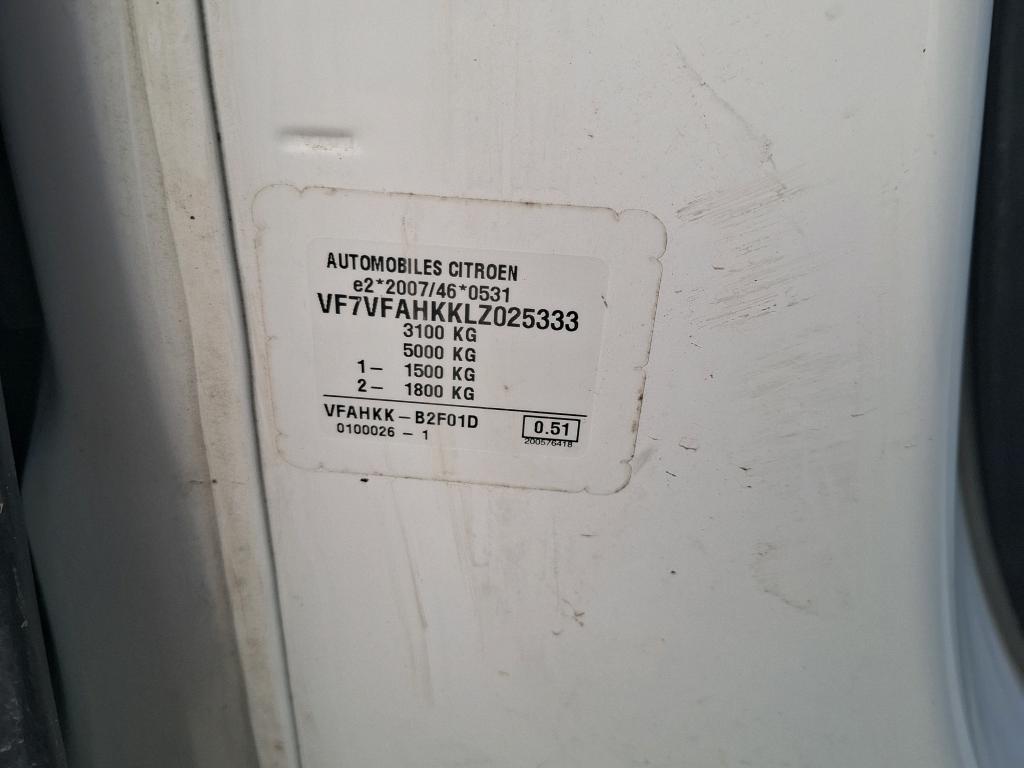 AUTOMOBILES CITROEN
e2*2007/46*0531
VF7VFAHKKLZ025333
3100 KG
5000 KG
1- 1500 KG
2- 1800 KG
VFAHKK-B2F01D
0.51
0100026-1
200576418